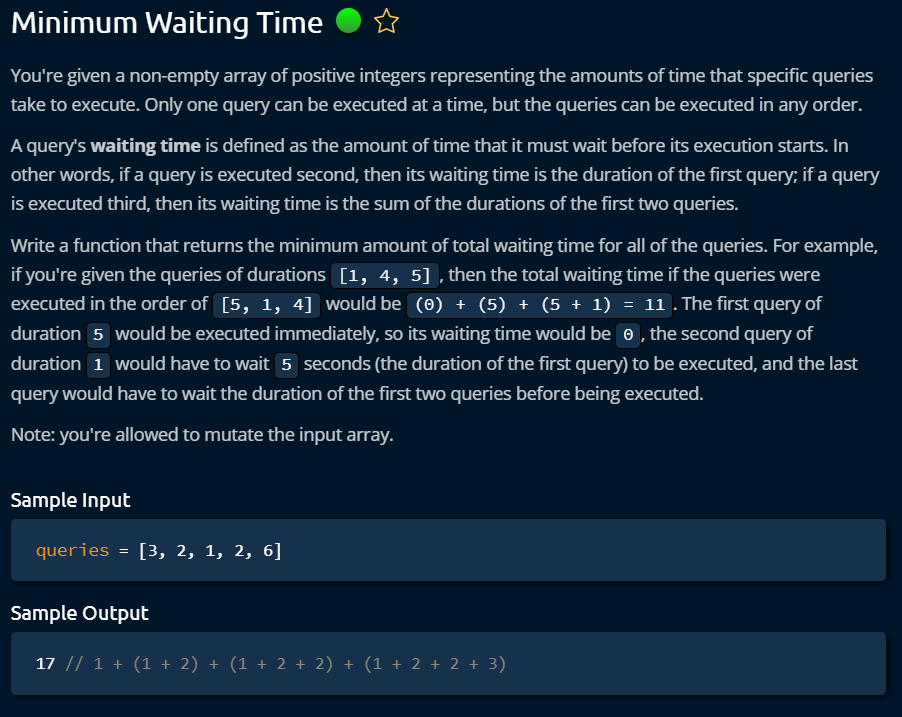 Minimum Waiting Time
You're given a non-empty array of positive integers representing the amounts of time that specific queries
take to execute. Only one query can be executed at a time, but the queries can be executed in any order.
A query's waiting time is defined as the amount of time that it must wait before its execution starts. In
other words, if a query is executed second, then its waiting time is the duration of the first query; if a query
is executed third, then its waiting time is the sum of the durations of the first two queries.
Write a function that returns the minimum amount of total waiting time for all of the queries. For example,
if you're given the queries of durations [1, 4, 5], then the total waiting time if the queries were
executed in the order of [5, 1, 4] would be (0) + (5) + (5 + 1) = 11. The first query of
duration 5 would be executed immediately, so its waiting time would be 0, the second query of
duration 1 would have to wait 5 seconds (the duration of the first query) to be executed, and the last
query would have to wait the duration of the first two queries before being executed.
Note: you're allowed to mutate the input array.
Sample Input
queries = [3, 2, 1, 2, 6]
Sample Output
17 // 1 + (1 + 2) + (1 + 2 + 2) + (1 + 2 + 2 + 3)